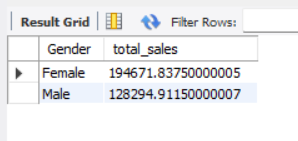 Result Grid Filter Rows:
Gender total_sales
Female 194671.83750000005
Male 128294.91150000007